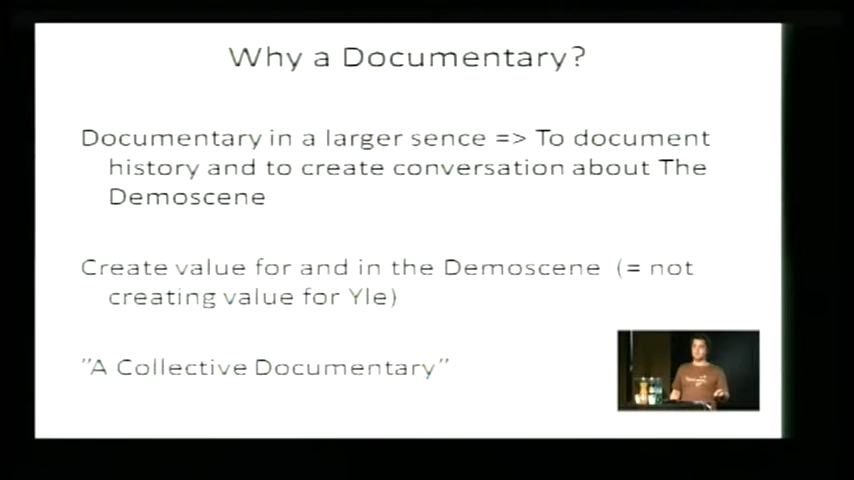 Why a Documentary?
Documentary in a larger sence => To document
history and to create conversation about The
Demoscene
Create value for and in the Demoscene (= not
creating value for Yle)
"A Collective Documentary"